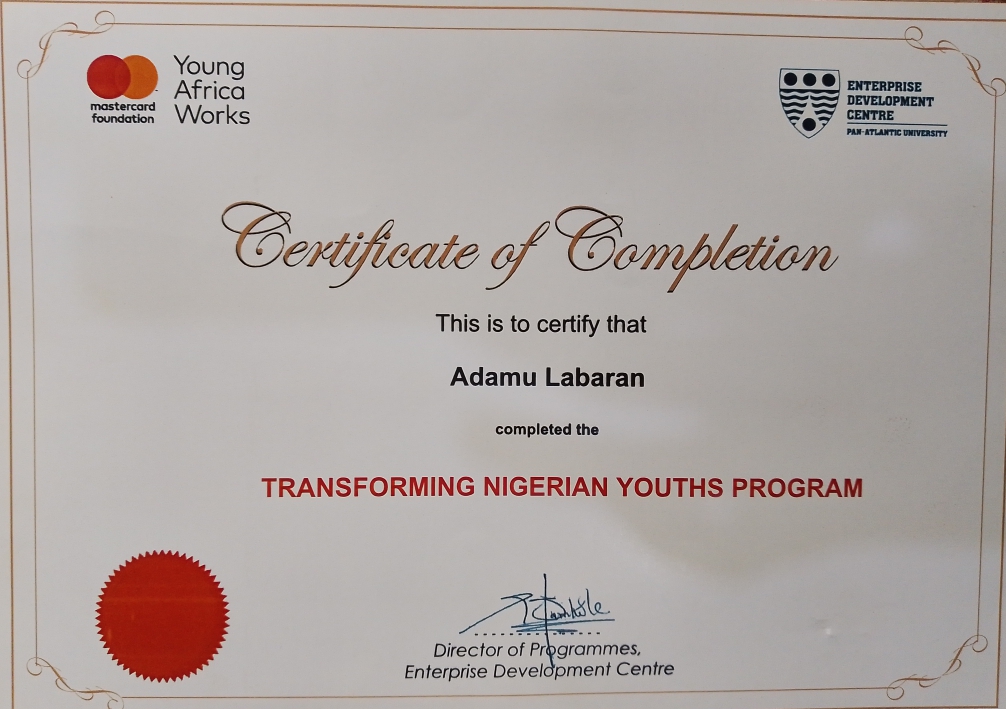 mastercard
foundation
Young
Africa
Works
ENTERPRISE
DEVELOPMENT
CENTRE
PAN-ATLANTIC UNIVERSITY
Certificate of Completion
This is to certify that
Adamu Labaran
completed the
TRANSFORMING NIGERIAN YOUTHS PROGRAM
Director of Programmes,
Enterprise Development Centre